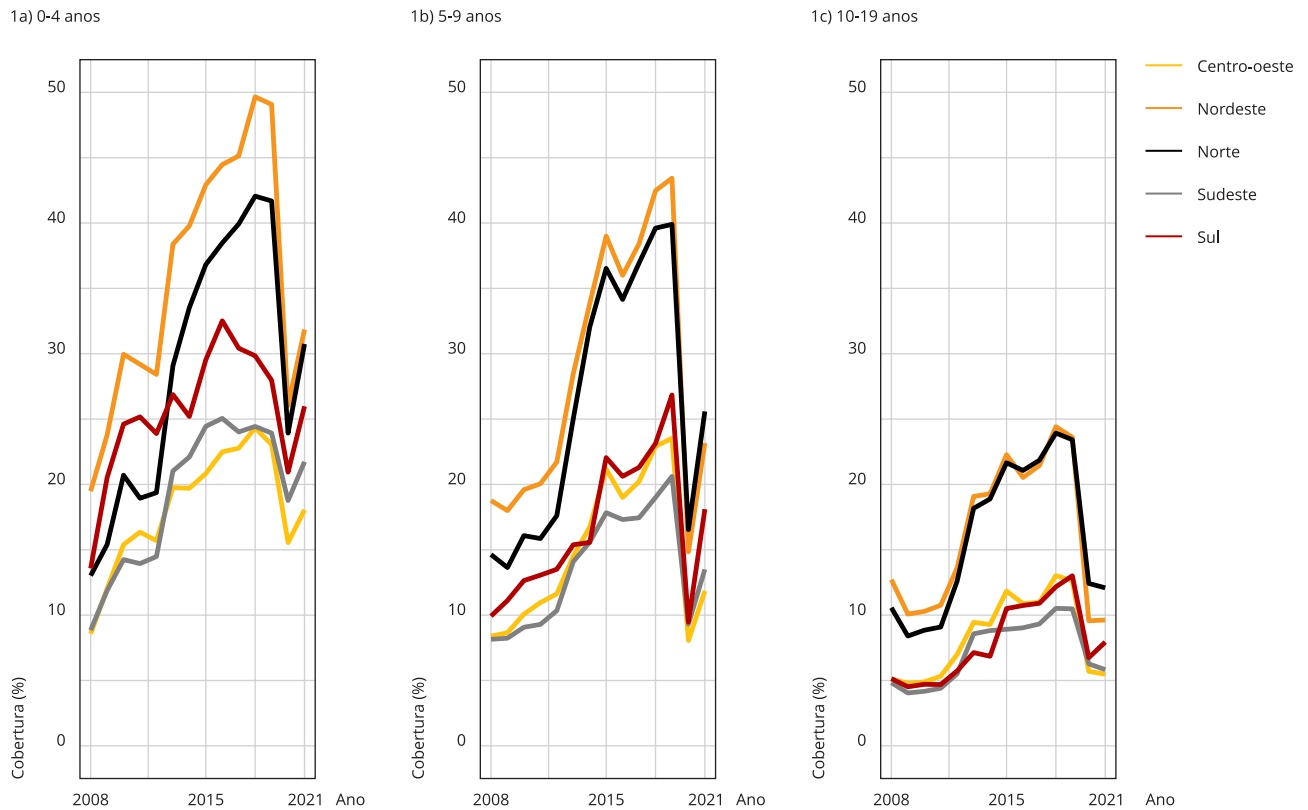 1a) 0-4 anos
50
40
30
20
10
0
Cobertura (%)
2008 2015 2021 Ano
1b) 5-9 anos
50
40
30
20
10
0
Cobertura (%)
2008 2015 2021 Ano
1c) 10-19 anos
50
40
30
20
10
0
Cobertura (%)
2008 2015 2021 Ano
Centro-oeste
Nordeste
Norte
Sudeste
Sul